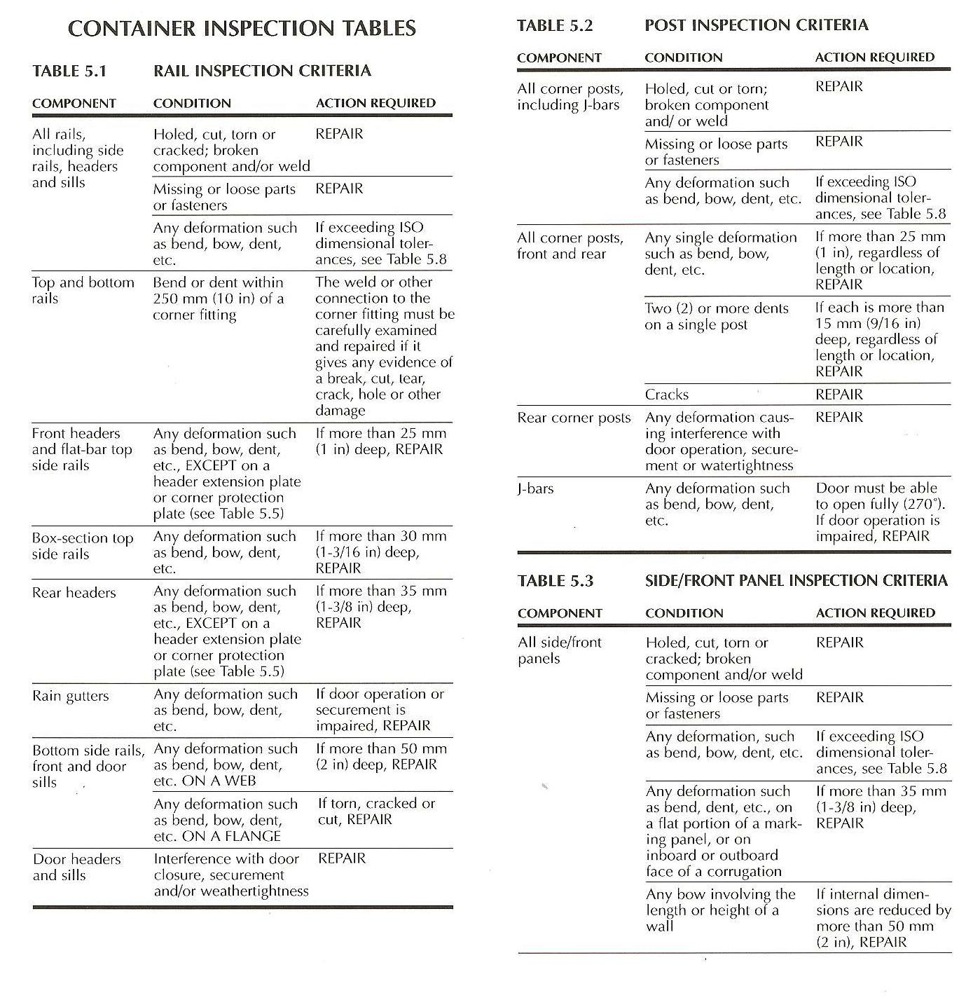 CONTAINER INSPECTION TABLES
TABLE 5.1 RAIL INSPECTION CRITERIA
COMPONENT CONDITION ACTION REQUIRED
All rails,
including side
rails, headers
and sills
Holed, cut, torn or
cracked; broken
component and/or weld
REPAIR
Missing or loose parts
or fasteners
REPAIR
Any deformation such
as bend, bow, dent,
etc.
If exceeding ISO
dimensional toler-
ances, see Table 5.8
Top and bottom
rails
Bend or dent within
250 mm (10 in) of a
corner fitting
The weld or other
connection to the
corner fitting must be
carefully examined
and repaired if it
gives any evidence of
a break, cut, tear,
crack, hole or other
damage
Front headers
and flat-bar top
side rails
Any deformation such
as bend, bow, dent,
etc., EXCEPT on a
header extension plate
or corner protection
plate (see Table 5.5)
If more than 25 mm
(1 in) deep, REPAIR
Box-section top
side rails
Any deformation such
as bend, bow, dent,
etc.
If more than 30 mm
(1-3/16 in) deep,
REPAIR
Rear headers
Any deformation such
as bend, bow, dent,
etc., EXCEPT on a
header extension plate
or corner protection
plate (see Table 5.5)
If more than 35 mm
(1-3/8 in) deep,
REPAIR
Rain gutters
Any deformation such
as bend, bow, dent,
etc.
If door operation or
securement is
impaired, REPAIR
Bottom side rails,
front and door
sills
Any deformation such
as bend, bow, dent,
etc. ON A WEB
If more than 50 mm
(2 in) deep, REPAIR
Any deformation such
as bend, bow, dent,
etc. ON A FLANGE
If torn, cracked or
cut, REPAIR
Door headers
and sills
Interference with door
closure, securement
and/or weathertightness
REPAIR
TABLE 5.2 POST INSPECTION CRITERIA
COMPONENT CONDITION ACTION REQUIRED
All corner posts,
including J-bars
Holed, cut or torn;
broken component
and/ or weld
REPAIR
Missing or loose parts
or fasteners
REPAIR
Any deformation such
as bend, bow, dent, etc.
If exceeding ISO
dimensional toler-
ances, see Table 5.8
All corner posts,
front and rear
Any single deformation
such as bend, bow,
dent, etc.
If more than 25 mm
(1 in), regardless of
length or location,
REPAIR
Two (2) or more dents
on a single post
If each is more than
15 mm (9/16 in)
deep, regardless of
length or location,
REPAIR
Cracks
REPAIR
Rear corner posts
Any deformation caus-
ing interference with
door operation, secure-
ment or watertightness
REPAIR
J-bars
Any deformation such
as bend, bow, dent,
etc.
Door must be able
to open fully (270°).
If door operation is
impaired, REPAIR
TABLE 5.3 SIDE/FRONT PANEL INSPECTION CRITERIA
COMPONENT CONDITION ACTION REQUIRED
All side/front
panels
Holed, cut, torn or
cracked; broken
component and/or weld
REPAIR
Missing or loose parts
or fasteners
REPAIR
Any deformation, such
as bend, bow, dent, etc.
If exceeding ISO
dimensional toler-
ances, see Table 5.8
Any deformation such
as bend, dent, etc., on
a flat portion of a mark-
ing panel, or on
inboard or outboard
face of a corrugation
If more than 35 mm
(1-3/8 in) deep,
REPAIR
Any bow involving the
length or height of a
wall
If internal dimen-
sions are reduced by
more than 50 mm
(2 in), REPAIR